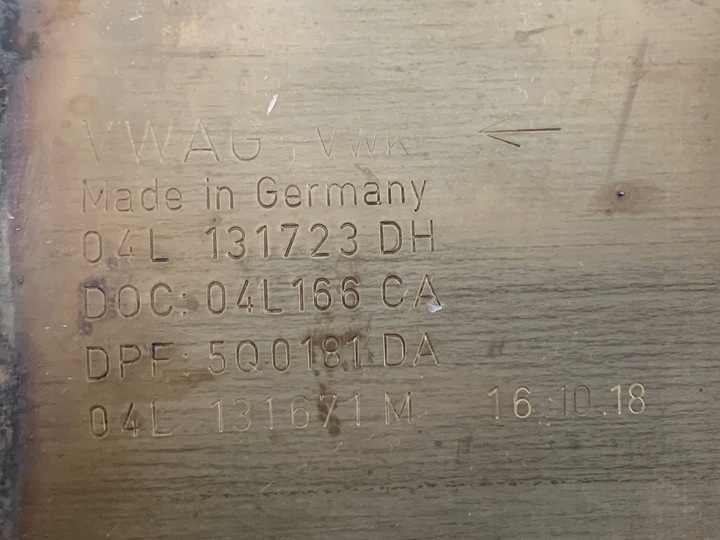 VWAG, VWK
Made in Germany
04L 131723 DH
DOC: 04L166 CA
DPF: 5Q0181 DA
04L 131671 M 16.10.18